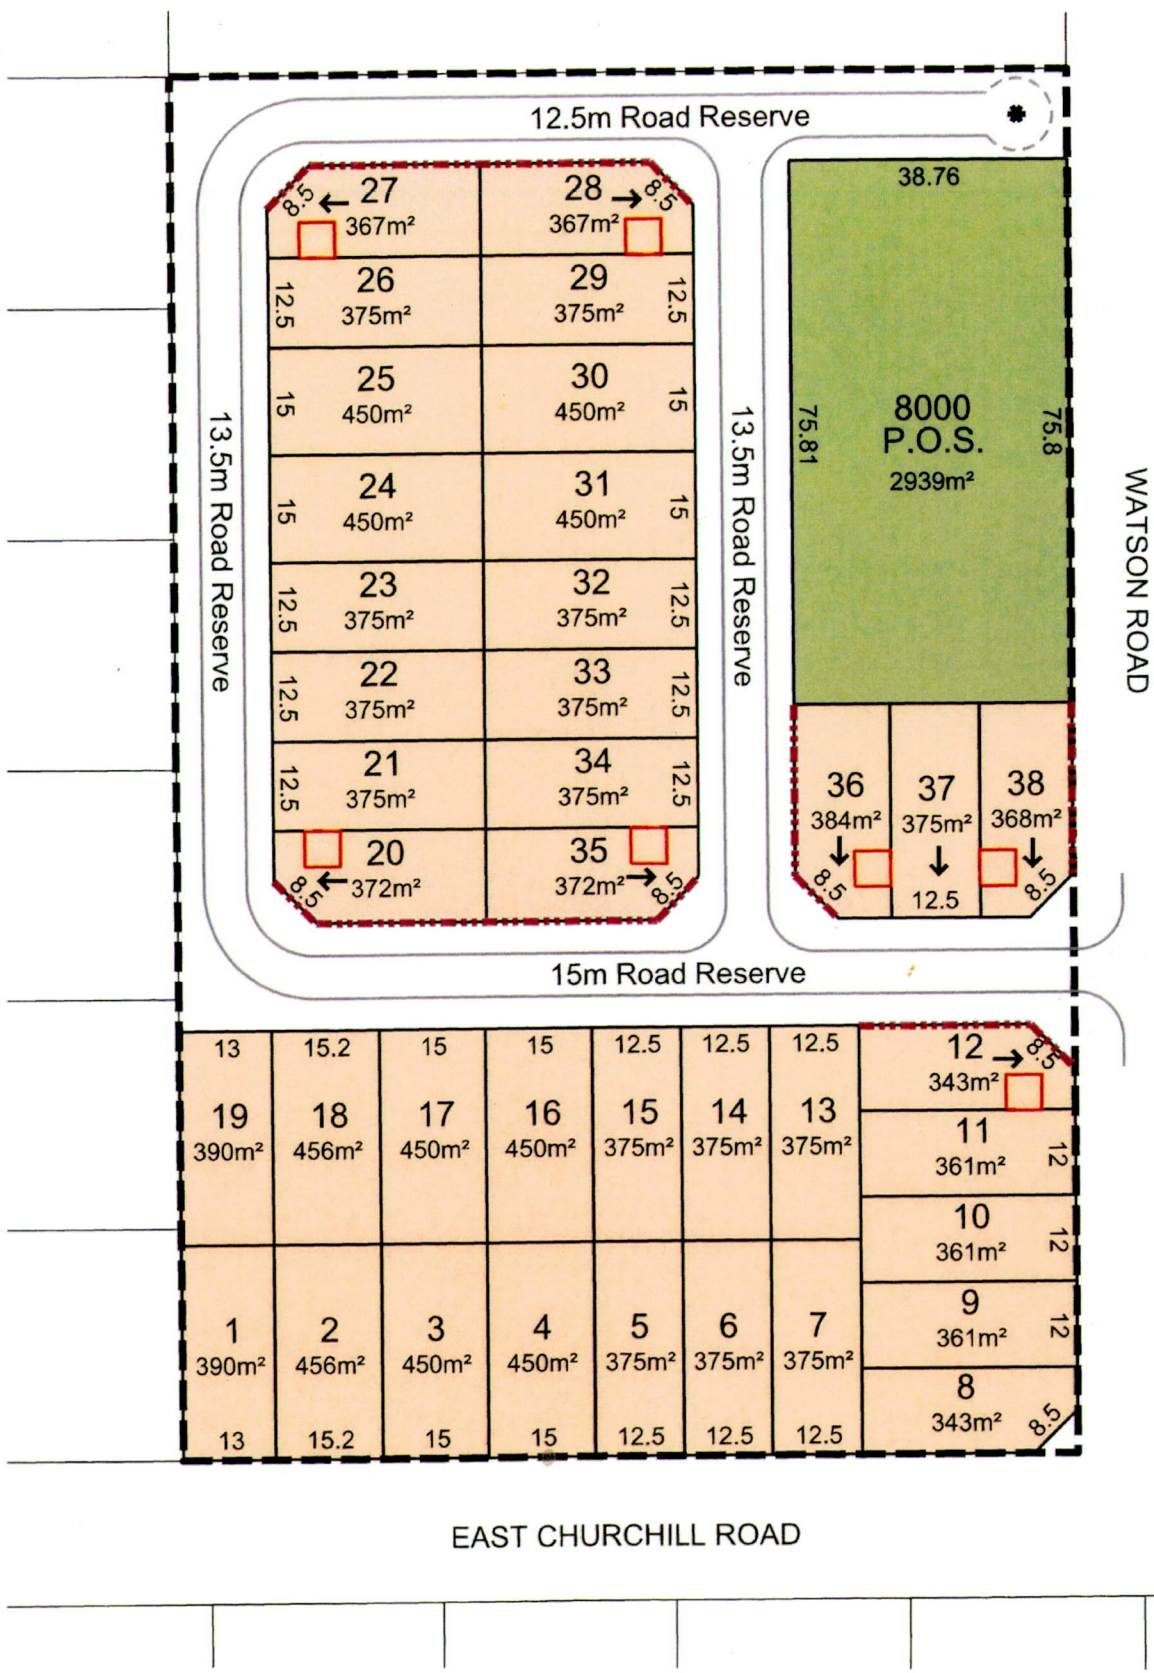 12.5m Road Reserve
27
367m²
8.5
28
367m²
8.5
38.76
26
375m²
12.5
29
375m²
12.5
25
450m²
15
30
450m²
15
13.5m Road Reserve
13.5m Road Reserve
75.81
8000
P.O.S.
2939m²
75.8
WATSON ROAD
24
450m²
15
31
450m²
15
23
375m²
12.5
32
375m²
12.5
22
375m²
12.5
33
375m²
12.5
21
375m²
12.5
34
375m²
12.5
36
384m²
8.5
37
375m²
12.5
38
368m²
8.5
20
372m²
8.5
35
372m²
8.5
15m Road Reserve
13
15.2
15
15
12.5
12.5
12.5
12
343m²
8.5
19
390m²
18
456m²
17
450m²
16
450m²
15
375m²
14
375m²
13
375m²
11
361m²
12
10
361m²
12
9
361m²
12
8
343m²
8.5
1
390m²
2
456m²
3
450m²
4
450m²
5
375m²
6
375m²
7
375m²
13
15.2
15
15
12.5
12.5
12.5
EAST CHURCHILL ROAD